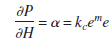 ∂P/∂H = α = k_c e^m e